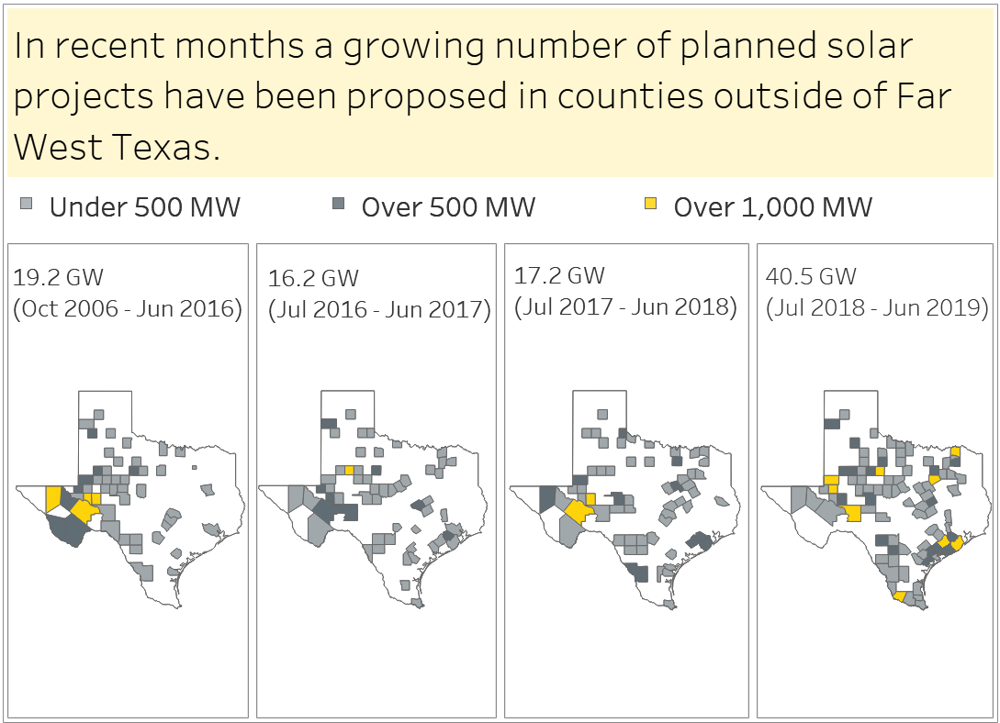 In recent months a growing number of planned solar
projects have been proposed in counties outside of Far
West Texas.
Under 500 MW
Over 500 MW
Over 1,000 MW
19.2 GW
(Oct 2006 - Jun 2016)
16.2 GW
(Jul 2016 - Jun 2017)
17.2 GW
(Jul 2017 - Jun 2018)
40.5 GW
(Jul 2018 - Jun 2019)